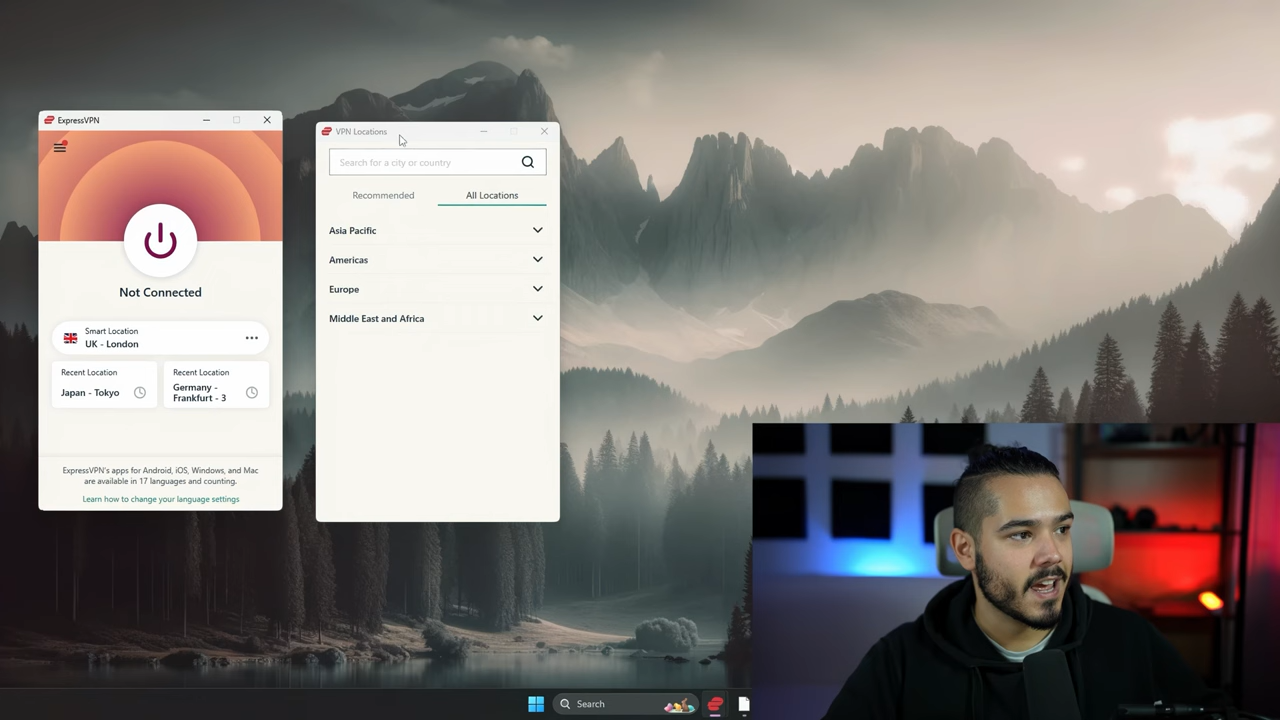 ExpressVPN
Not Connected
Smart Location
UK - London
Recent Location
Japan - Tokyo
Recent Location
Germany -
Frankfurt - 3
ExpressVPN's apps for Android, iOS, Windows, and Mac
are available in 17 languages and counting.
Learn how to change your language settings
VPN Locations
Search for a city or country
Recommended
All Locations
Asia Pacific
Americas
Europe
Middle East and Africa
Search